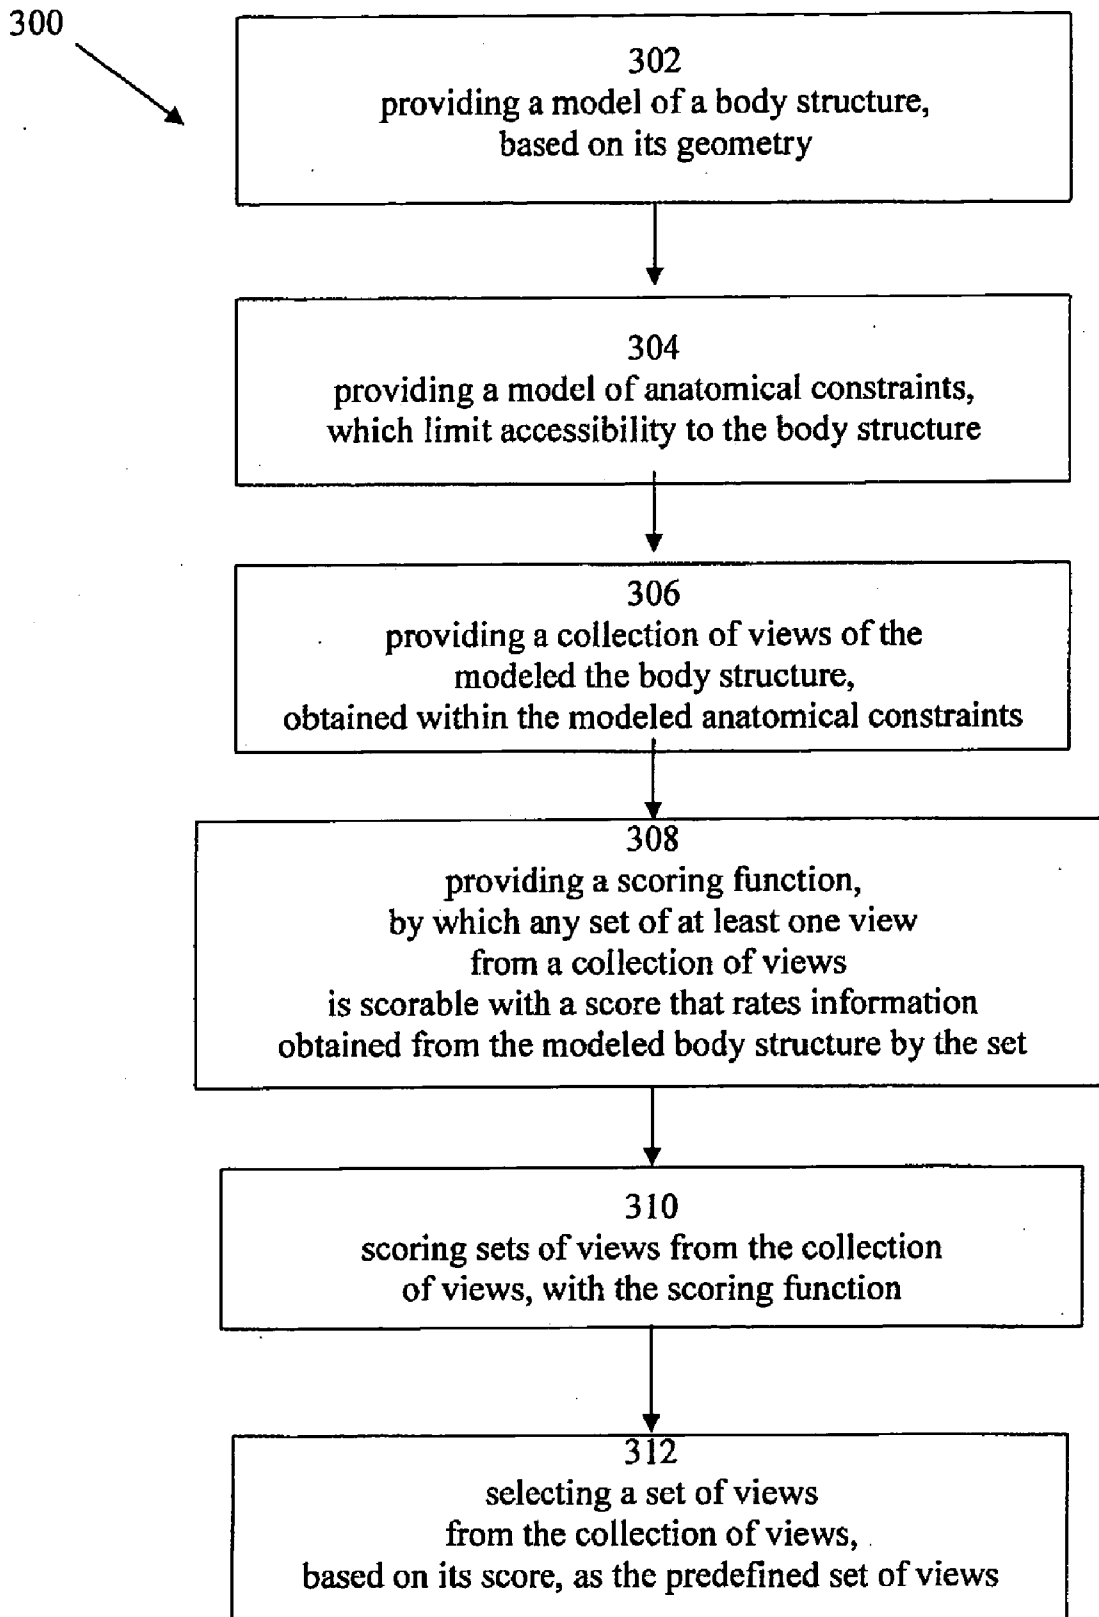 300
302
providing a model of a body structure,
based on its geometry
304
providing a model of anatomical constraints,
which limit accessibility to the body structure
306
providing a collection of views of the
modeled the body structure,
obtained within the modeled anatomical constraints
308
providing a scoring function,
by which any set of at least one view
from a collection of views
is scorable with a score that rates information
obtained from the modeled body structure by the set
310
scoring sets of views from the collection
of views, with the scoring function
312
selecting a set of views
from the collection of views,
based on its score, as the predefined set of views